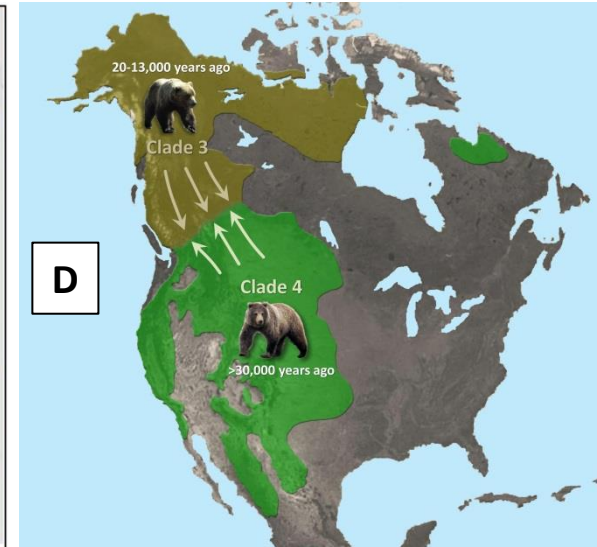 20-13,000 years ago
Clade 3
D
Clade 4
>30,000 years ago